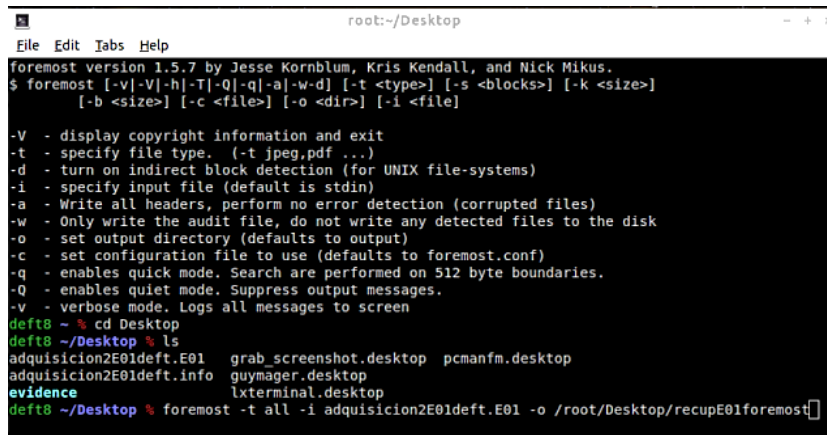 root:~/Desktop
File Edit Tabs Help
foremost version 1.5.7 by Jesse Kornblum, Kris Kendall, and Nick Mikus.
$ foremost [-v|-V|-h|-T|-Q|-q|-a|-w-d] [-t <type>] [-s <blocks>] [-k <size>]
        [-b <size>] [-c <file>] [-o <dir>] [-i <file]

-V  - display copyright information and exit
-t  - specify file type.  (-t jpeg,pdf ...)
-d  - turn on indirect block detection (for UNIX file-systems)
-i  - specify input file (default is stdin)
-a  - Write all headers, perform no error detection (corrupted files)
-w  - Only write the audit file, do not write any detected files to the disk
-o  - set output directory (defaults to output)
-c  - set configuration file to use (defaults to foremost.conf)
-q  - enables quick mode. Search are performed on 512 byte boundaries.
-Q  - enables quiet mode. Suppress output messages.
-v  - verbose mode. Logs all messages to screen
deft8 ~ % cd Desktop
deft8 ~/Desktop % ls
adquisicion2E01deft.E01   grab_screenshot.desktop  pcmanfm.desktop
adquisicion2E01deft.info  guymager.desktop
evidence                  lxterminal.desktop
deft8 ~/Desktop % foremost -t all -i adquisicion2E01deft.E01 -o /root/Desktop/recupE01foremost